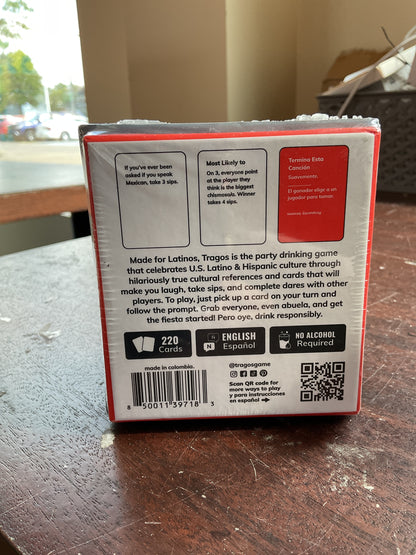 If you've ever been
asked if you speak
Mexican, take 3 sips.
Most Likely to
On 3, everyone point
at the player they
think is the biggest
chismosa/o. Winner
takes 4 sips.
Termina Esta
Canción
Suavemente,
El ganador elige a un
jugador para tomar.
Made for Latinos, Tragos is the party drinking game
that celebrates U.S. Latino & Hispanic culture through
hilariously true cultural references and cards that will
make you laugh, take sips, and complete dares with other
players. To play, just pick up a card on your turn and
follow the prompt. Grab everyone, even abuela, and get
the fiesta started! Pero oye, drink responsibly.
220
Cards
ENGLISH
Español
NO ALCOHOL
Required
made in colombia.
8 50011 39718 3
@tragosgame
Scan QR code for
more ways to play
y para instrucciones
en español